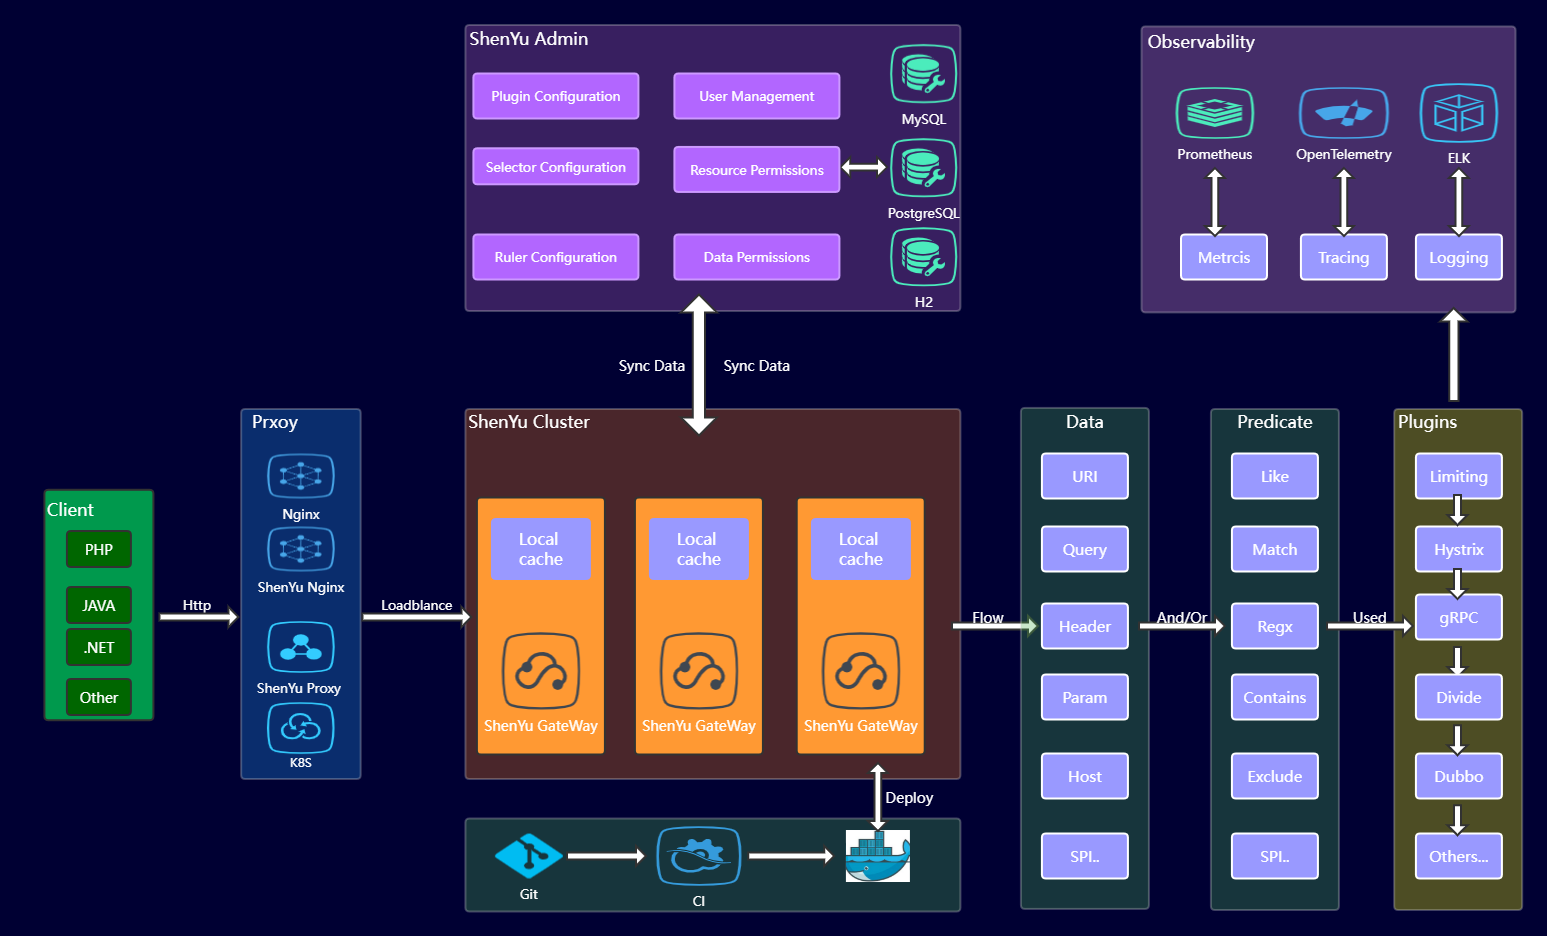 ShenYu Admin
Plugin Configuration
User Management
MySQL
Selector Configuration
Resource Permissions
PostgreSQL
Ruler Configuration
Data Permissions
H2
Observability
Prometheus
OpenTelemetry
ELK
Metrcis
Tracing
Logging
Sync Data
Sync Data
Client
PHP
JAVA
.NET
Other
Http
Prxoy
Nginx
ShenYu Nginx
ShenYu Proxy
K8S
Loadblance
ShenYu Cluster
Local
cache
ShenYu GateWay
Local
cache
ShenYu GateWay
Local
cache
ShenYu GateWay
Deploy
Git
CI
Flow
Data
URI
Query
Header
Param
Host
SPI..
And/Or
Predicate
Like
Match
Regx
Contains
Exclude
SPI..
Used
Plugins
Limiting
Hystrix
gRPC
Divide
Dubbo
Others...